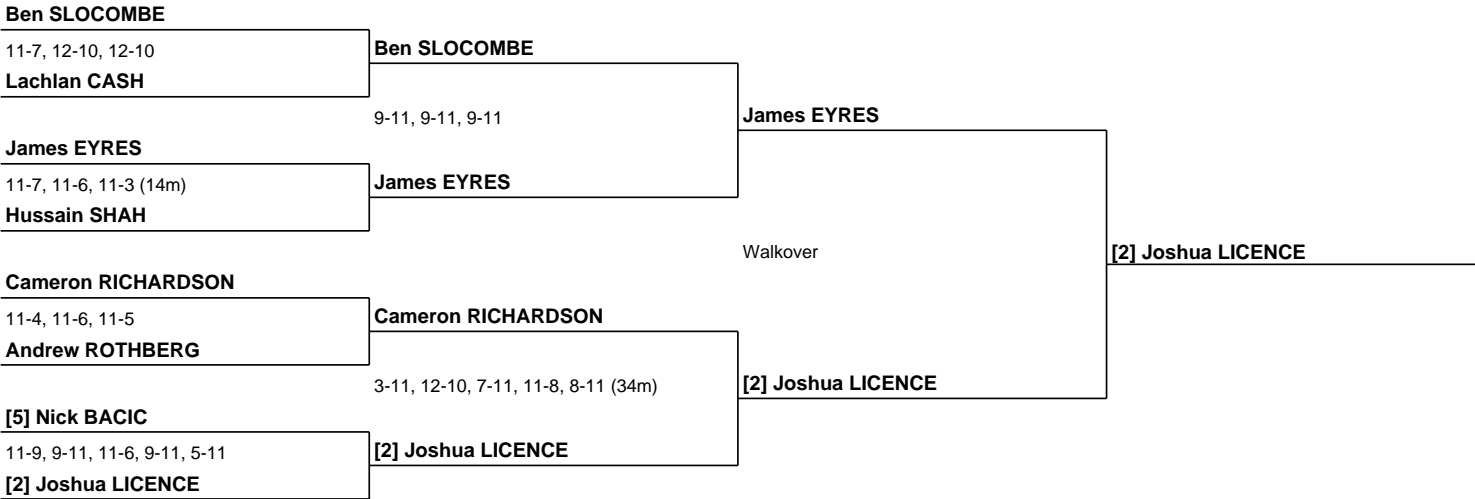 Ben SLOCOMBE
11-7, 12-10, 12-10
Lachlan CASH
James EYRES
11-7, 11-6, 11-3 (14m)
Hussain SHAH
Cameron RICHARDSON
11-4, 11-6, 11-5
Andrew ROTHBERG
[5] Nick BACIC
11-9, 9-11, 11-6, 9-11, 5-11
[2] Joshua LICENCE
Ben SLOCOMBE
9-11, 9-11, 9-11
James EYRES
Cameron RICHARDSON
3-11, 12-10, 7-11, 11-8, 8-11 (34m)
[2] Joshua LICENCE
James EYRES
Walkover
[2] Joshua LICENCE
[2] Joshua LICENCE